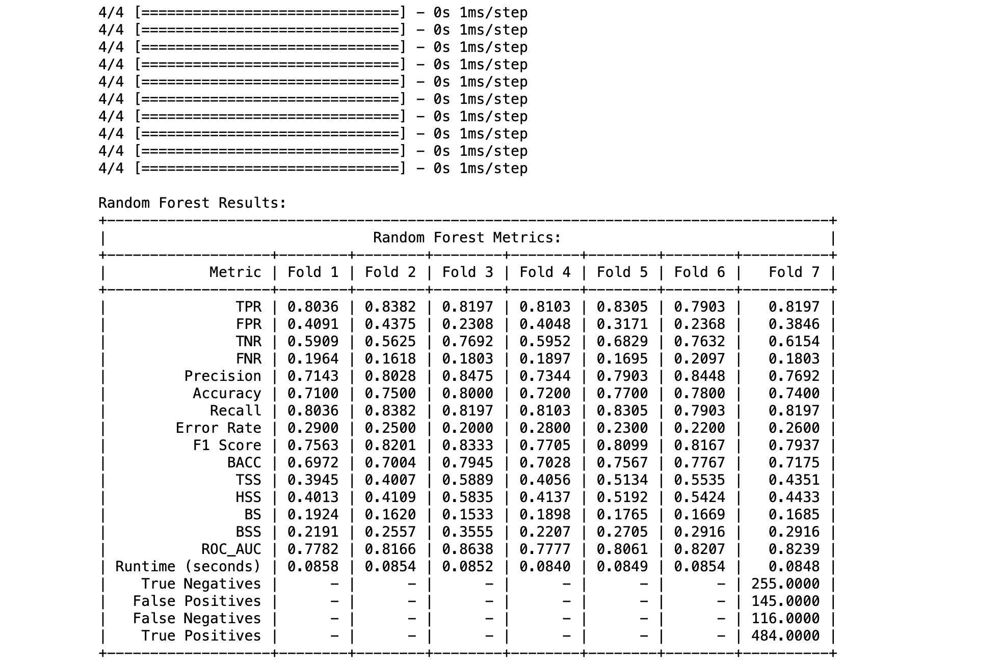 4/4 [==============================] - 0s 1ms/step
4/4 [==============================] - 0s 1ms/step
4/4 [==============================] - 0s 1ms/step
4/4 [==============================] - 0s 1ms/step
4/4 [==============================] - 0s 1ms/step
4/4 [==============================] - 0s 1ms/step
4/4 [==============================] - 0s 1ms/step
4/4 [==============================] - 0s 1ms/step
4/4 [==============================] - 0s 1ms/step
4/4 [==============================] - 0s 1ms/step

Random Forest Results:
+-------------------------------------------------------------------------------------+
|                               Random Forest Metrics:                                |
+-------------------+--------+--------+--------+--------+--------+--------+----------+
|            Metric | Fold 1 | Fold 2 | Fold 3 | Fold 4 | Fold 5 | Fold 6 |   Fold 7 |
+-------------------+--------+--------+--------+--------+--------+--------+----------+
|               TPR | 0.8036 | 0.8382 | 0.8197 | 0.8103 | 0.8305 | 0.7903 |   0.8197 |
|               FPR | 0.4091 | 0.4375 | 0.2308 | 0.4048 | 0.3171 | 0.2368 |   0.3846 |
|               TNR | 0.5909 | 0.5625 | 0.7692 | 0.5952 | 0.6829 | 0.7632 |   0.6154 |
|               FNR | 0.1964 | 0.1618 | 0.1803 | 0.1897 | 0.1695 | 0.2097 |   0.1803 |
|         Precision | 0.7143 | 0.8028 | 0.8475 | 0.7344 | 0.7903 | 0.8448 |   0.7692 |
|          Accuracy | 0.7100 | 0.7500 | 0.8000 | 0.7200 | 0.7700 | 0.7800 |   0.7400 |
|            Recall | 0.8036 | 0.8382 | 0.8197 | 0.8103 | 0.8305 | 0.7903 |   0.8197 |
|        Error Rate | 0.2900 | 0.2500 | 0.2000 | 0.2800 | 0.2300 | 0.2200 |   0.2600 |
|          F1 Score | 0.7563 | 0.8201 | 0.8333 | 0.7705 | 0.8099 | 0.8167 |   0.7937 |
|              BACC | 0.6972 | 0.7004 | 0.7945 | 0.7028 | 0.7567 | 0.7767 |   0.7175 |
|               TSS | 0.3945 | 0.4007 | 0.5889 | 0.4056 | 0.5134 | 0.5535 |   0.4351 |
|               HSS | 0.4013 | 0.4109 | 0.5835 | 0.4137 | 0.5192 | 0.5424 |   0.4433 |
|                BS | 0.1924 | 0.1620 | 0.1533 | 0.1898 | 0.1765 | 0.1669 |   0.1685 |
|               BSS | 0.2191 | 0.2557 | 0.3555 | 0.2207 | 0.2705 | 0.2916 |   0.2916 |
|           ROC_AUC | 0.7782 | 0.8166 | 0.8638 | 0.7777 | 0.8061 | 0.8207 |   0.8239 |
| Runtime (seconds) | 0.0858 | 0.0854 | 0.0852 | 0.0840 | 0.0849 | 0.0854 |   0.0848 |
|    True Negatives |      - |      - |      - |      - |      - |      - | 255.0000 |
|   False Positives |      - |      - |      - |      - |      - |      - | 145.0000 |
|   False Negatives |      - |      - |      - |      - |      - |      - | 116.0000 |
|    True Positives |      - |      - |      - |      - |      - |      - | 484.0000 |
+-------------------+--------+--------+--------+--------+--------+--------+----------+